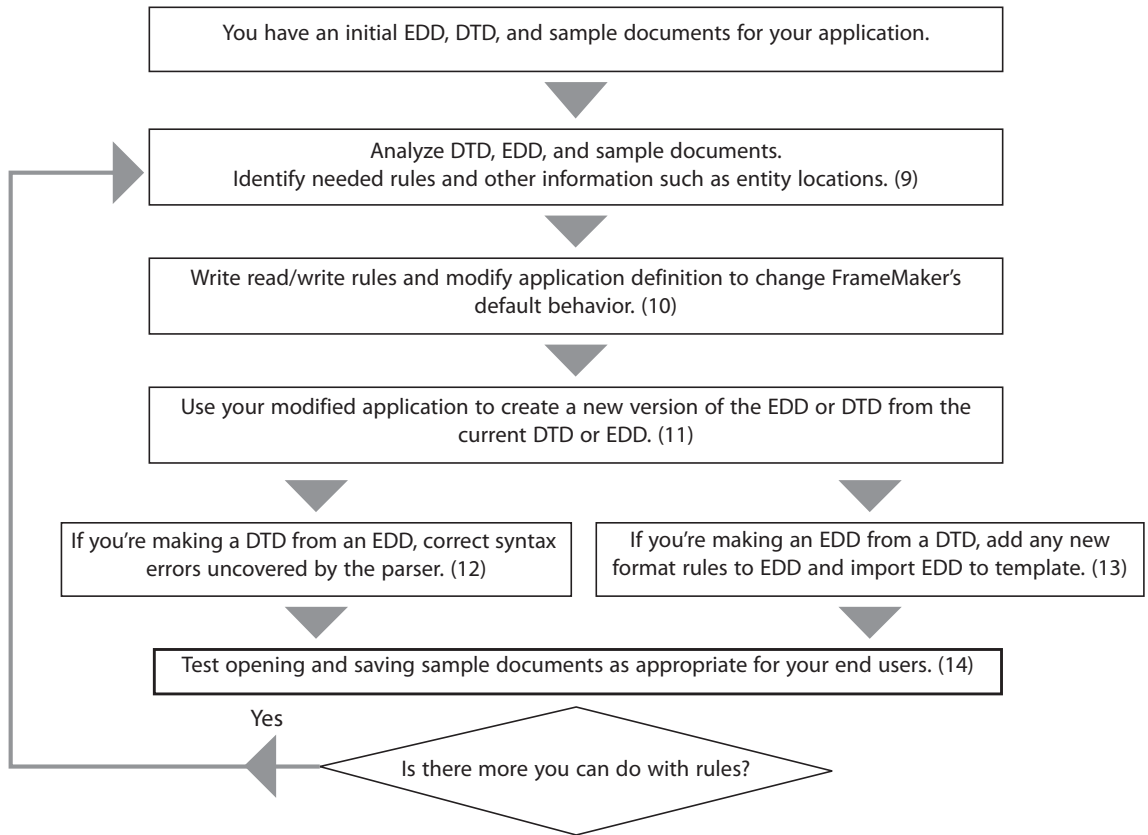 You have an initial EDD, DTD, and sample documents for your application.
Analyze DTD, EDD, and sample documents.
Identify needed rules and other information such as entity locations. (9)
Write read/write rules and modify application definition to change FrameMaker's
default behavior. (10)
Use your modified application to create a new version of the EDD or DTD from the
current DTD or EDD. (11)
If you're making a DTD from an EDD, correct syntax
errors uncovered by the parser. (12)
If you're making an EDD from a DTD, add any new
format rules to EDD and import EDD to template. (13)
Test opening and saving sample documents as appropriate for your end users. (14)
Yes
Is there more you can do with rules?